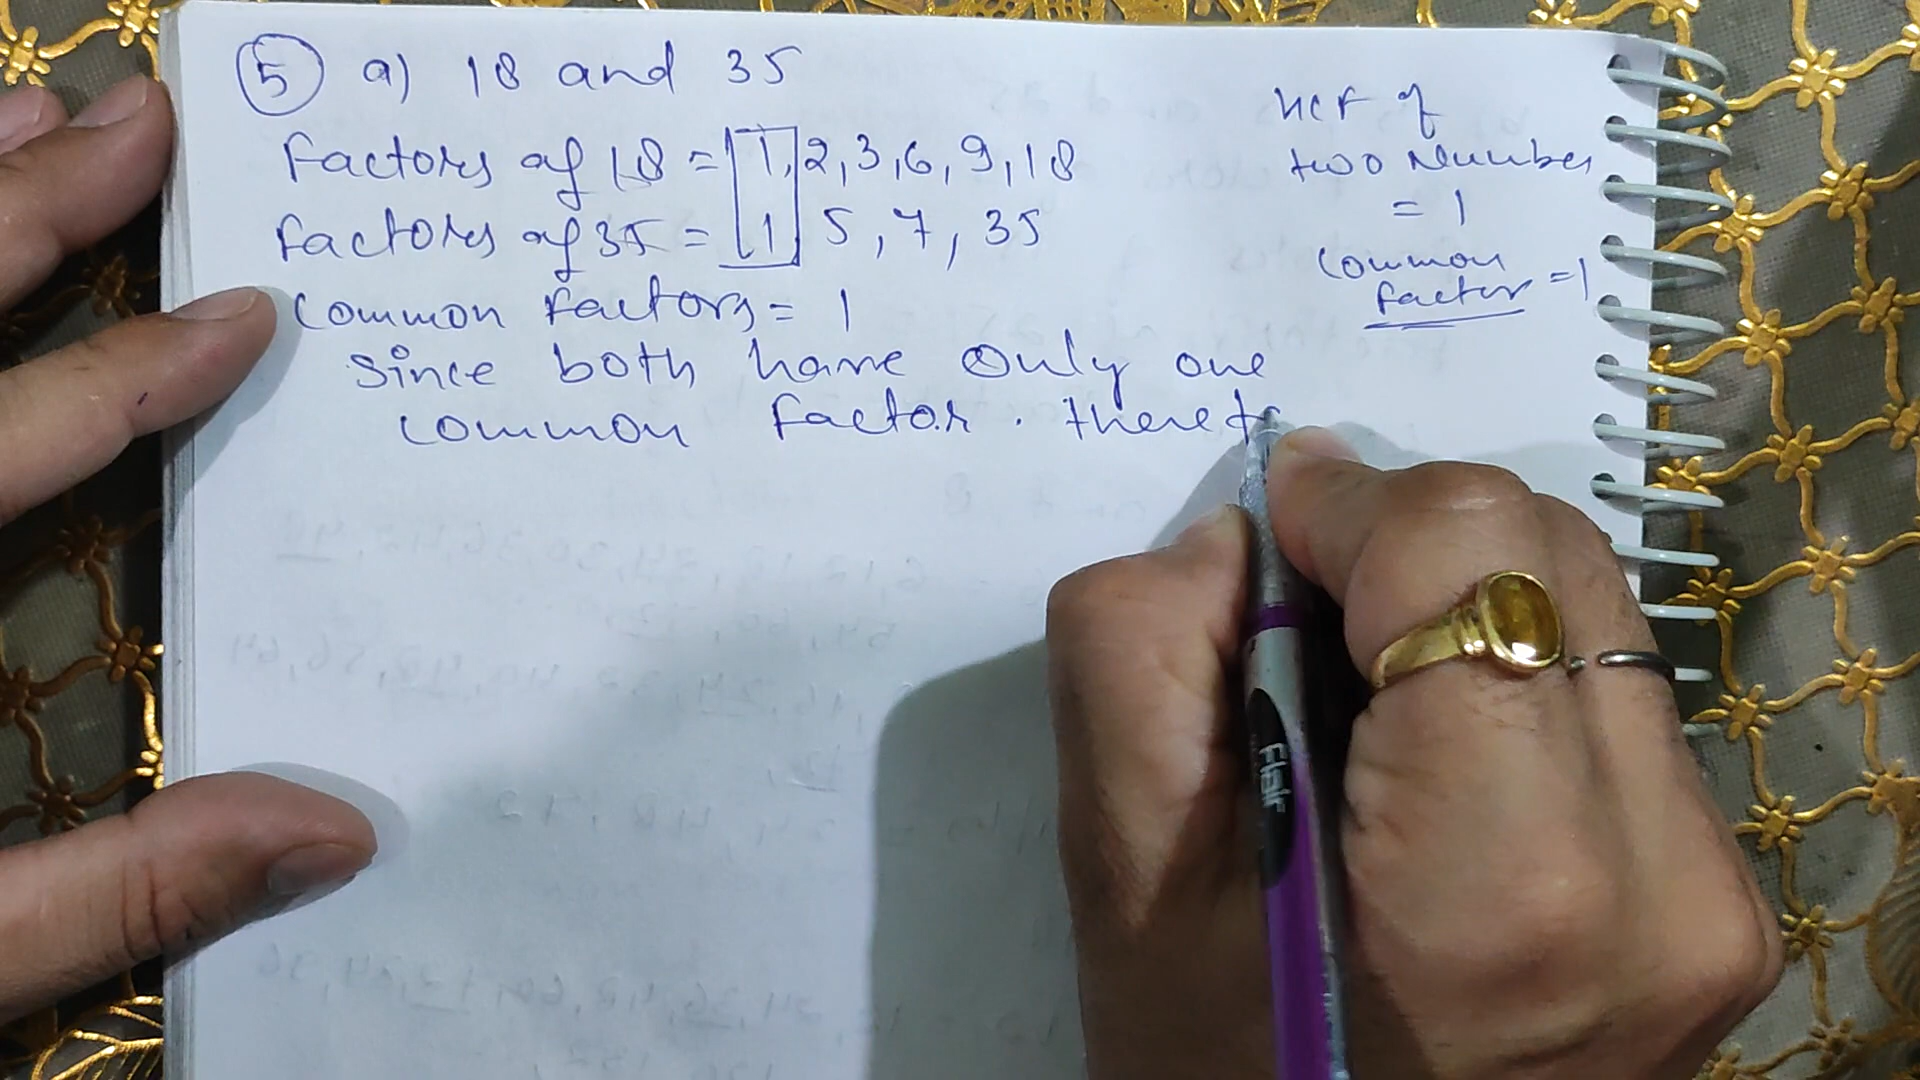 5 a) 18 and 35
Factors of 18 = 1, 2, 3, 6, 9, 18
Factors of 35 = 1, 5, 7, 35
Common Factors = 1
Since both have only one
common factor. theref
HCF of
two Number
= 1
Common
factor = 1
Flair